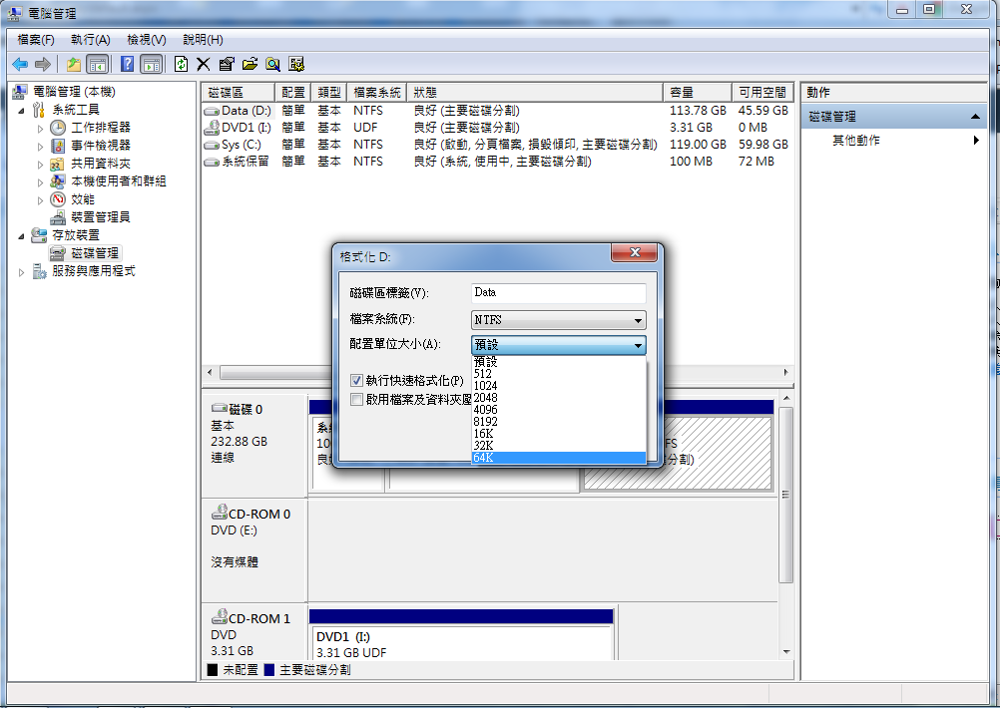 電腦管理
檔案(F) 執行(A) 檢視(V) 說明(H)
電腦管理 (本機)
系統工具
工作排程器
事件檢視器
共用資料夾
本機使用者和群組
效能
裝置管理員
存放裝置
磁碟管理
服務與應用程式
磁碟區 配置 類型 檔案系統 狀態 容量 可用空間
Data (D:) 簡單 基本 NTFS 良好 (主要磁碟分割) 113.78 GB 45.59 GB
DVD1 (I:) 簡單 基本 UDF 良好 (主要磁碟分割) 3.31 GB 0 MB
Sys (C:) 簡單 基本 NTFS 良好 (啟動, 分頁檔案, 損毀傾印, 主要磁碟分割) 119.00 GB 59.98 GB
系統保留 簡單 基本 NTFS 良好 (系統, 使用中, 主要磁碟分割) 100 MB 72 MB
動作
磁碟管理
其他動作
格式化 D:
磁碟區標籤(V): Data
檔案系統(F): NTFS
配置單位大小(A): 預設
預設
512
1024
2048
4096
8192
16K
32K
64K
執行快速格式化(P)
啟用檔案及資料夾
磁碟 0
基本
232.88 GB
連線
系
10
良
FS
分割)
CD-ROM 0
DVD (E:)
沒有媒體
CD-ROM 1
DVD
3.31 GB
DVD1 (I:)
3.31 GB UDF
未配置 主要磁碟分割